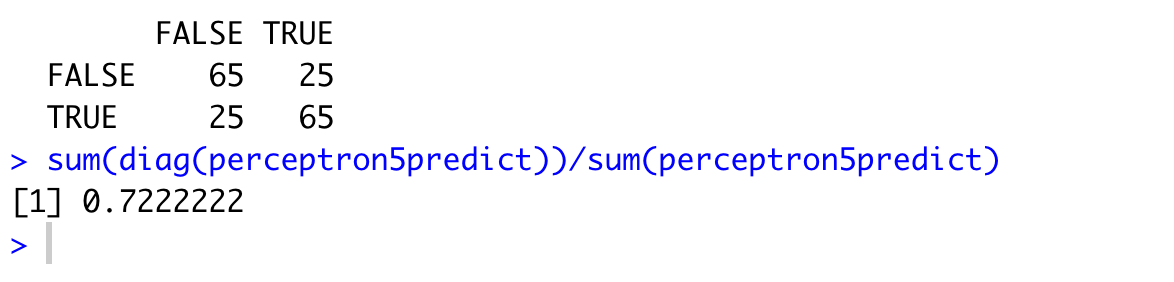 FALSE TRUE
FALSE 65 25
TRUE 25 65
> sum(diag(perceptron5predict))/sum(perceptron5predict)
[1] 0.7222222
>